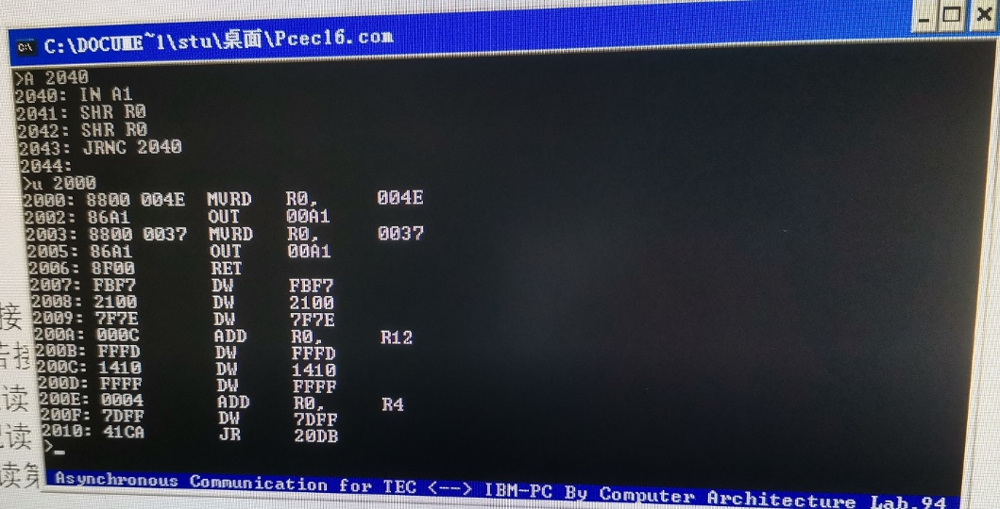 C:\DOCUME~1\stu\桌面\Pcec16.com
>A 2040
2040: IN A1
2041: SHR R0
2042: SHR R0
2043: JRNC 2040
2044:
>u 2000
2000: 8800 004E MVRD R0, 004E
2002: 86A1 OUT 00A1
2003: 8800 0037 MVRD R0, 0037
2005: 86A1 OUT 00A1
2006: 8F00 RET
2007: FBF7 DW FBF7
2008: 2100 DW 2100
2009: 7F7E DW 7F7E
200A: 000C ADD R0, R12
200B: FFFD DW FFFD
200C: 1410 DW 1410
200D: FFFF DW FFFF
200E: 0004 ADD R0, R4
200F: 7DFF DW 7DFF
2010: 41CA JR 20DB
>_
Asynchronous Communication for TEC <--> IBM-PC By Computer Architecture Lab.94
接
读
读
读第